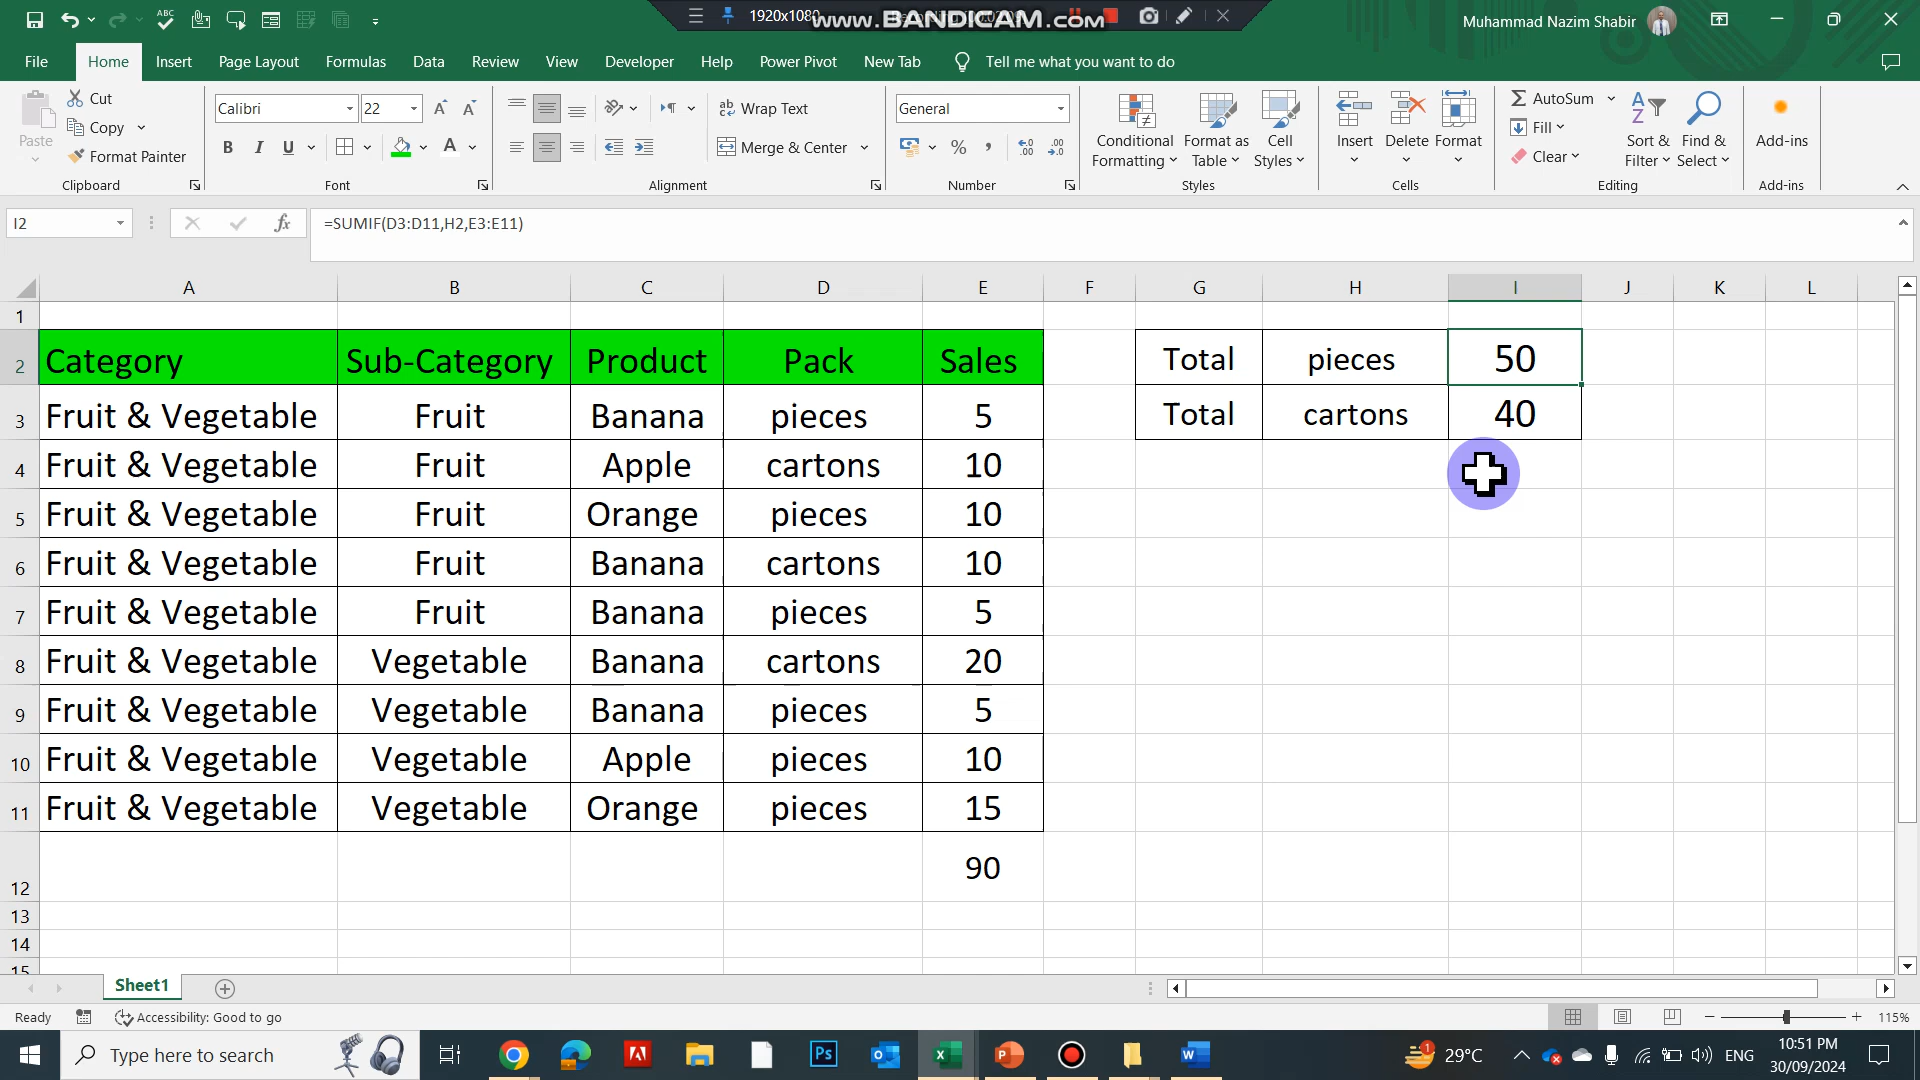 1920x1080
www.BANDICAM.com
Muhammad Nazim Shabir
File Home Insert Page Layout Formulas Data Review View Developer Help Power Pivot New Tab Tell me what you want to do
Paste
Cut
Copy
Format Painter
Clipboard
Calibri 22
B I U
Font
Wrap Text
Merge & Center
Alignment
General
Number
Conditional Formatting
Format as Table
Cell Styles
Styles
Insert Delete Format
Cells
AutoSum
Fill
Clear
Sort & Filter
Find & Select
Editing
Add-ins
Add-ins
I2 fx =SUMIF(D3:D11,H2,E3:E11)
A B C D E F G H I J K L
1
2 Category Sub-Category Product Pack Sales Total pieces 50
3 Fruit & Vegetable Fruit Banana pieces 5 Total cartons 40
4 Fruit & Vegetable Fruit Apple cartons 10
5 Fruit & Vegetable Fruit Orange pieces 10
6 Fruit & Vegetable Fruit Banana cartons 10
7 Fruit & Vegetable Fruit Banana pieces 5
8 Fruit & Vegetable Vegetable Banana cartons 20
9 Fruit & Vegetable Vegetable Banana pieces 5
10 Fruit & Vegetable Vegetable Apple pieces 10
11 Fruit & Vegetable Vegetable Orange pieces 15
12 90
13
14
15
Sheet1
Ready Accessibility: Good to go 115%
Type here to search 29°C ENG 10:51 PM
30/09/2024